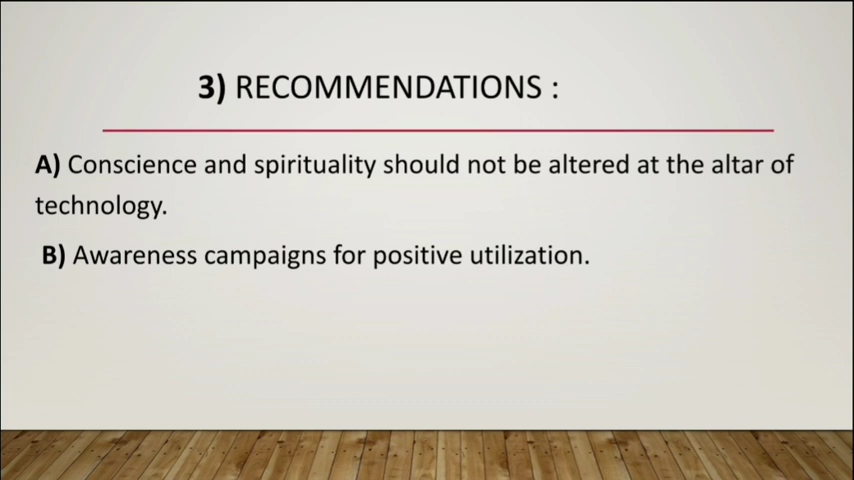 3) RECOMMENDATIONS :
A) Conscience and spirituality should not be altered at the altar of
technology.
B) Awareness campaigns for positive utilization.